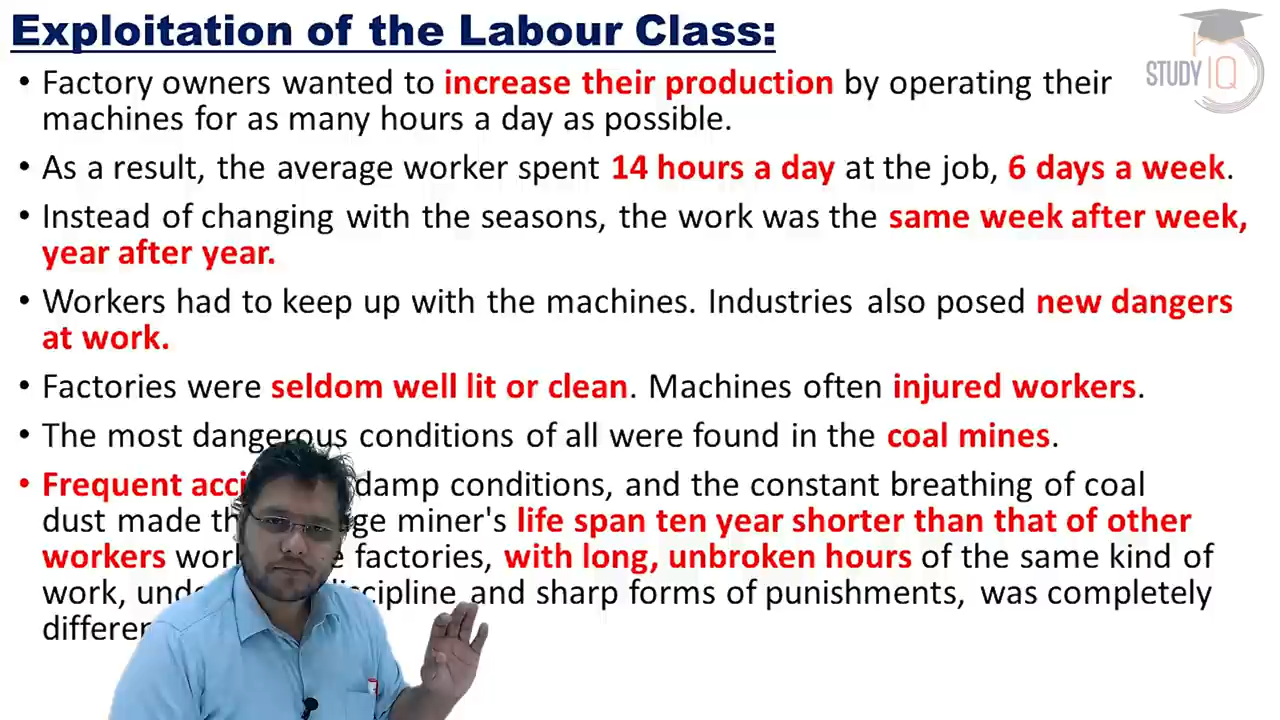 Exploitation of the Labour Class:
STUDY IQ
• Factory owners wanted to increase their production by operating their
machines for as many hours a day as possible.
• As a result, the average worker spent 14 hours a day at the job, 6 days a week.
• Instead of changing with the seasons, the work was the same week after week,
year after year.
• Workers had to keep up with the machines. Industries also posed new dangers
at work.
• Factories were seldom well lit or clean. Machines often injured workers.
• The most dangerous conditions of all were found in the coal mines.
• Frequent damp conditions, and the constant breathing of coal
dust made miner's life span ten year shorter than that of other
workers factories, with long, unbroken hours of the same kind of
work, discipline and sharp forms of punishments, was completely